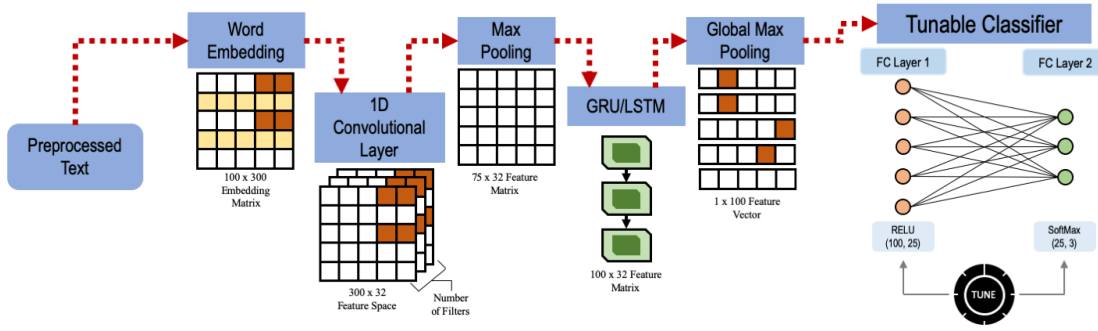 Preprocessed
Text
Word
Embedding
100 x 300
Embedding
Matrix
1D
Convolutional
Layer
300 x 32
Feature Space
Number
of Filters
Max
Pooling
75 x 32 Feature
Matrix
GRU/LSTM
100 x 32 Feature
Matrix
Global Max
Pooling
1 x 100 Feature
Vector
Tunable Classifier
FC Layer 1
FC Layer 2
RELU
(100, 25)
SoftMax
(25, 3)
TUNE